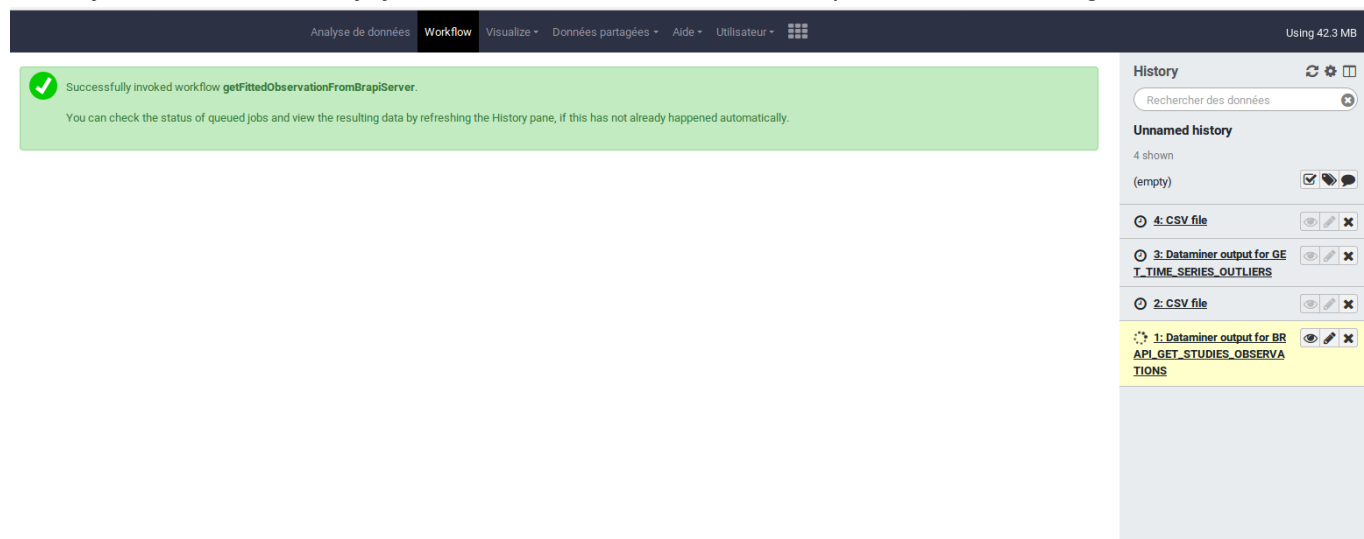 Analyse de données Workflow Visualize Données partagées Aide Utilisateur Using 42.3 MB
Successfully invoked workflow getFittedObservationFromBrapiServer.
You can check the status of queued jobs and view the resulting data by refreshing the History pane, if this has not already happened automatically.
History
Rechercher des données
Unnamed history
4 shown
(empty)
4: CSV file
3: Dataminer output for GE
T_TIME_SERIES_OUTLIERS
2: CSV file
1: Dataminer output for BR
API_GET_STUDIES_OBSERVA
TIONS